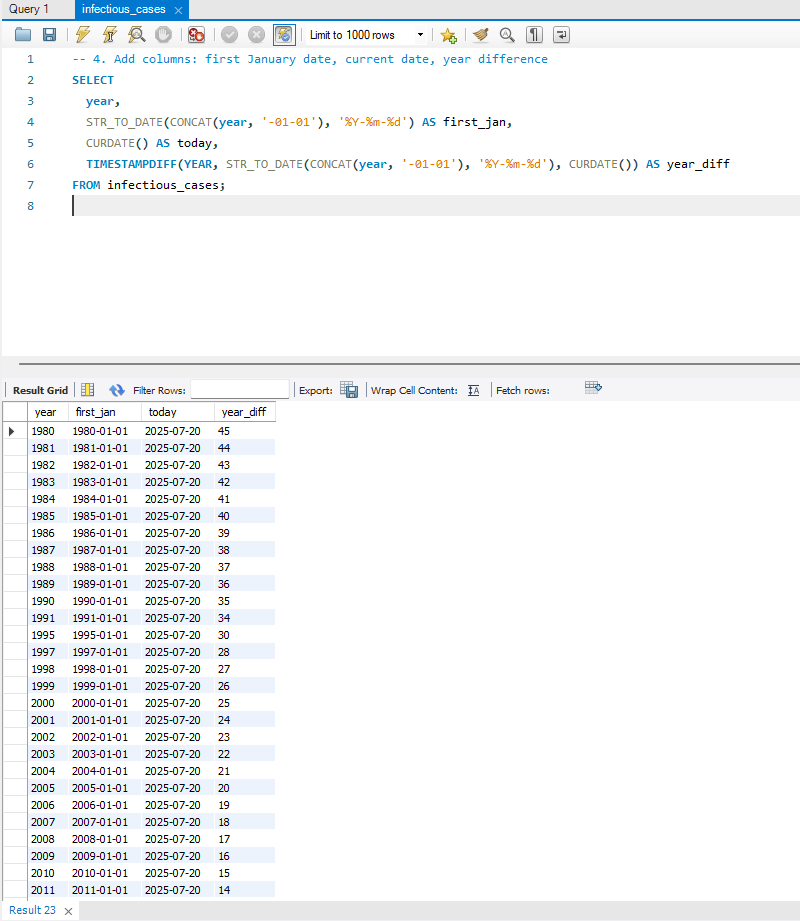 Query 1 infectious_cases
Limit to 1000 rows
1 -- 4. Add columns: first January date, current date, year difference
2 SELECT
3 year,
4 STR_TO_DATE(CONCAT(year, '-01-01'), '%Y-%m-%d') AS first_jan,
5 CURDATE() AS today,
6 TIMESTAMPDIFF(YEAR, STR_TO_DATE(CONCAT(year, '-01-01'), '%Y-%m-%d'), CURDATE()) AS year_diff
7 FROM infectious_cases;
8
Result Grid Filter Rows: Export: Wrap Cell Content: Fetch rows:
year first_jan today year_diff
1980 1980-01-01 2025-07-20 45
1981 1981-01-01 2025-07-20 44
1982 1982-01-01 2025-07-20 43
1983 1983-01-01 2025-07-20 42
1984 1984-01-01 2025-07-20 41
1985 1985-01-01 2025-07-20 40
1986 1986-01-01 2025-07-20 39
1987 1987-01-01 2025-07-20 38
1988 1988-01-01 2025-07-20 37
1989 1989-01-01 2025-07-20 36
1990 1990-01-01 2025-07-20 35
1991 1991-01-01 2025-07-20 34
1995 1995-01-01 2025-07-20 30
1997 1997-01-01 2025-07-20 28
1998 1998-01-01 2025-07-20 27
1999 1999-01-01 2025-07-20 26
2000 2000-01-01 2025-07-20 25
2001 2001-01-01 2025-07-20 24
2002 2002-01-01 2025-07-20 23
2003 2003-01-01 2025-07-20 22
2004 2004-01-01 2025-07-20 21
2005 2005-01-01 2025-07-20 20
2006 2006-01-01 2025-07-20 19
2007 2007-01-01 2025-07-20 18
2008 2008-01-01 2025-07-20 17
2009 2009-01-01 2025-07-20 16
2010 2010-01-01 2025-07-20 15
2011 2011-01-01 2025-07-20 14
Result 23